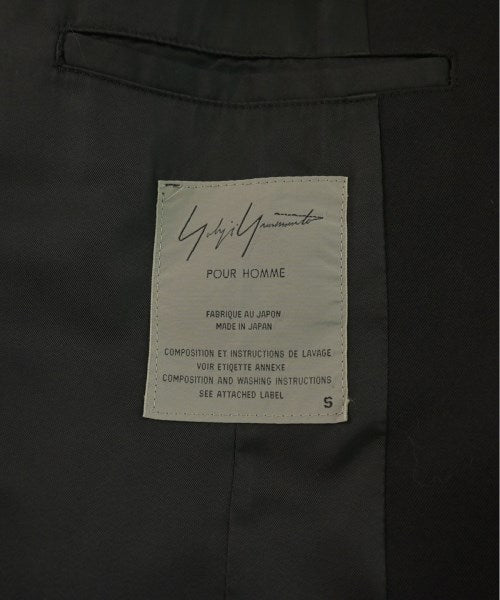 Yohji Yamamoto
POUR HOMME
FABRIQUE AU JAPON
MADE IN JAPAN
COMPOSITION ET INSTRUCTIONS DE LAVAGE
VOIR ETIQETTE ANNEXE
COMPOSITION AND WASHING INSTRUCTIONS
SEE ATTACHED LABEL
S